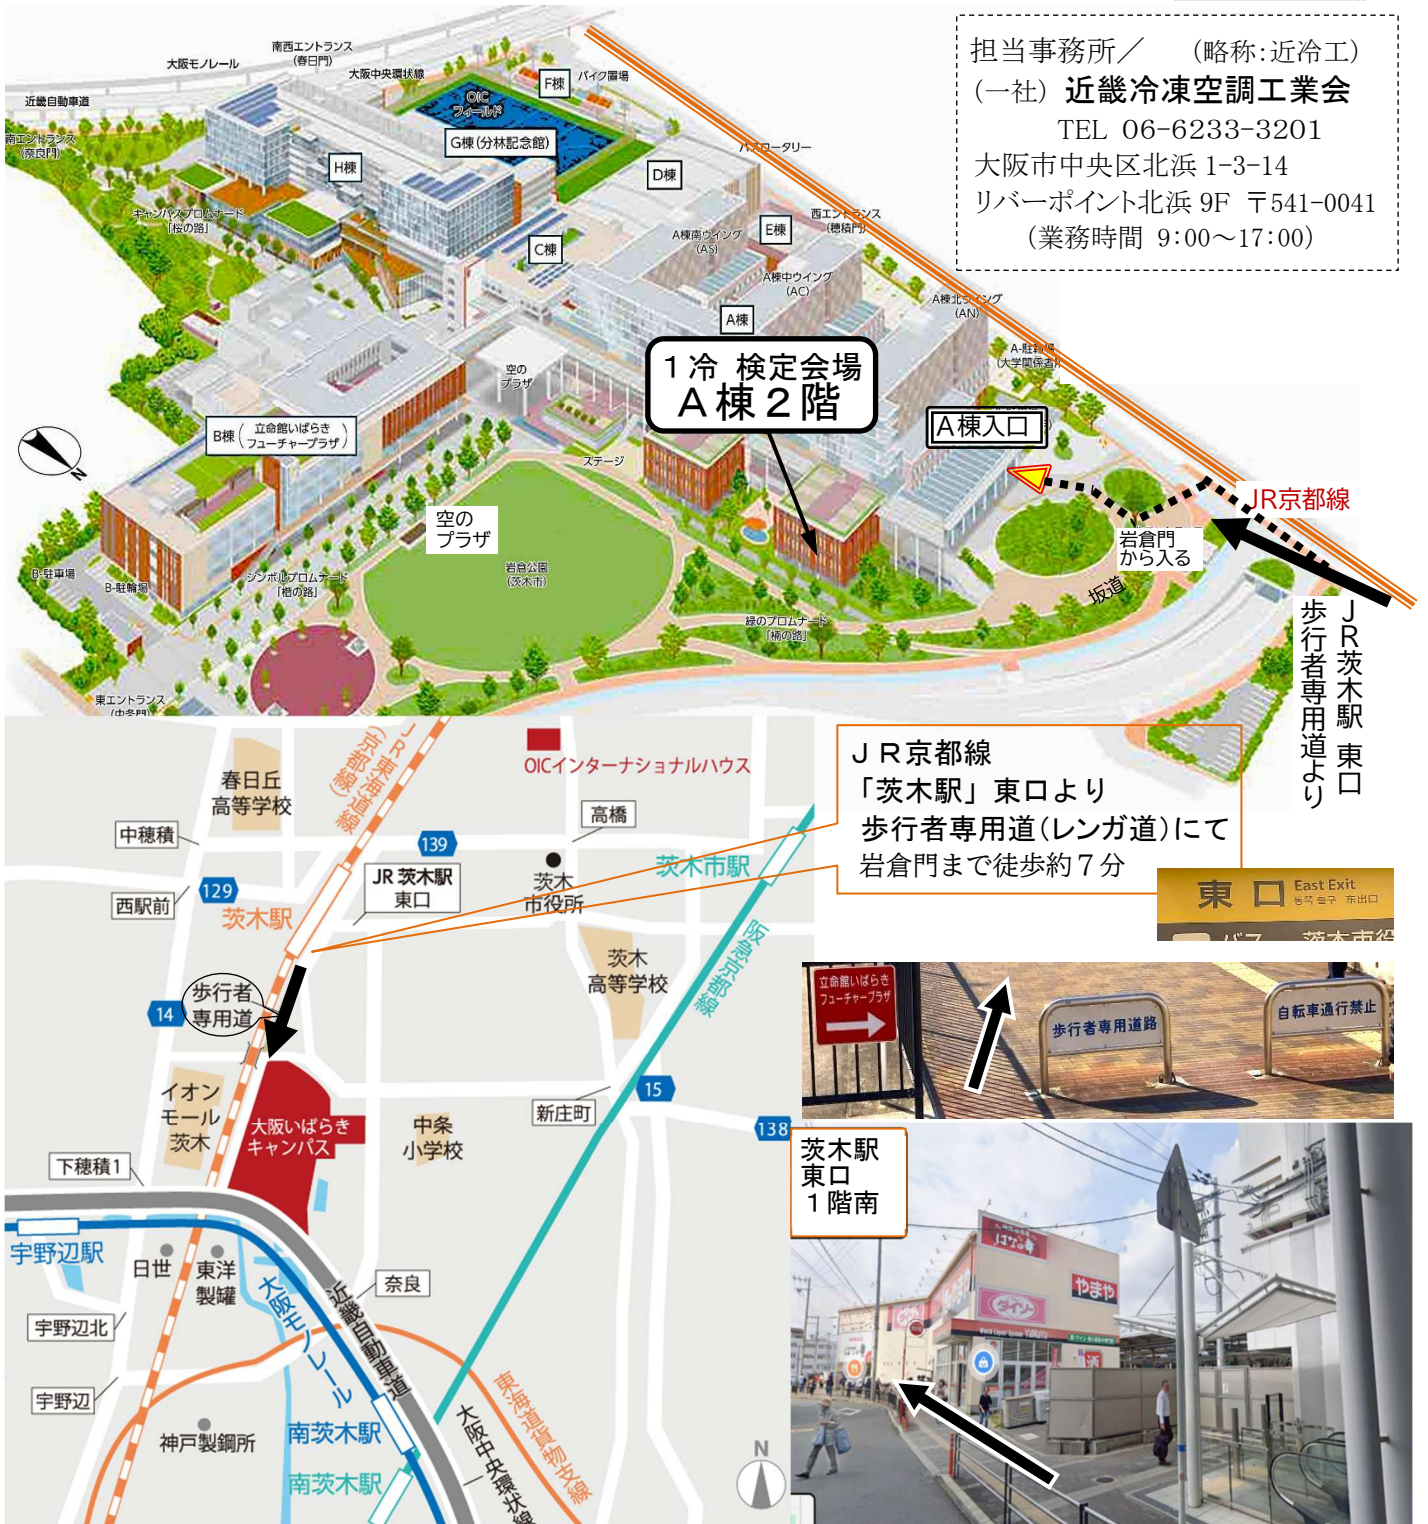 担当事務所／ （略称：近冷工）
（一社）近畿冷凍空調工業会
TEL 06-6233-3201
大阪市中央区北浜 1-3-14
リバーポイント北浜 9F 〒541-0041
（業務時間 9：00～17：00）
南西エントランス
(春日門)
大阪モノレール
大阪中央環状線
近畿自動車道
南エントランス
(奈良門)
OIC
フィールド
F棟
バイク置場
G棟(分林記念館)
H棟
D棟
バスロータリー
キャンパスプロムナード
「桜の路」
C棟
A棟南ウイング
(AS)
E棟
西エントランス
(穂積門)
A棟中ウイング
(AC)
A棟北ウイング
(AN)
A棟
A-駐輪場
(大学関係者)
空の
プラザ
１冷 検定会場
Ａ棟２階
A棟入口
B棟
立命館いばらき
フューチャープラザ
N
ステージ
空の
プラザ
岩倉公園
(茨木市)
JR京都線
岩倉門
から入る
坂道
B-駐車場
B-駐輪場
シンボルプロムナード
「楷の路」
緑のプロムナード
「楠の路」
東エントランス
(中条門)
ＪＲ茨木駅 東口
歩行者専用道より
ＪＲ京都線
「茨木駅」東口より
歩行者専用道（レンガ道）にて
岩倉門まで徒歩約７分
ＪＲ東海道線
(京都線)
OICインターナショナルハウス
春日丘
高等学校
中穂積
139
高橋
茨木市駅
129
JR 茨木駅
東口
茨木
市役所
西駅前
茨木駅
阪急京都線
茨木
高等学校
歩行者
専用道
14
イオン
モール
茨木
大阪いばらき
キャンパス
中条
小学校
新庄町
15
138
下穂積1
宇野辺駅
日世
東洋
製罐
大阪モノレール
近畿自動車道
奈良
宇野辺北
宇野辺
神戸製鋼所
南茨木駅
南茨木駅
大阪中央環状線
東海道貨物支線
N
東 口 East Exit
동쪽 출구 东出口
バス 茨木市役
立命館いばらき
フューチャープラザ
歩行者専用道路
自転車通行禁止
茨木駅
東口
１階南
はなの舞
やまや
ダイソー
酒